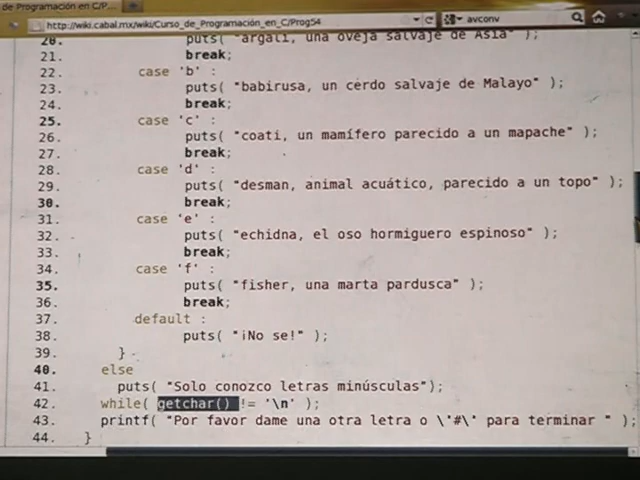 de Programación en C/P...
http://wiki.cabal.mx/wiki/Curso_de_Programación_en_C/Prog54
avconv
20. puts( "argali, una oveja salvaje de Asia" );
21. break;
22. case 'b' :
23. puts( "babirusa, un cerdo salvaje de Malayo" );
24. break;
25. case 'c' :
26. puts( "coati, un mamífero parecido a un mapache" );
27. break;
28. case 'd' :
29. puts( "desman, animal acuático, parecido a un topo" );
30. break;
31. case 'e' :
32. puts( "echidna, el oso hormiguero espinoso" );
33. break;
34. case 'f' :
35. puts( "fisher, una marta pardusca" );
36. break;
37. default :
38. puts( "¡No se!" );
39. }
40. else
41. puts( "Solo conozco letras minúsculas");
42. while( getchar() != '\n' );
43. printf( "Por favor dame una otra letra o \'#\' para terminar " );
44. }